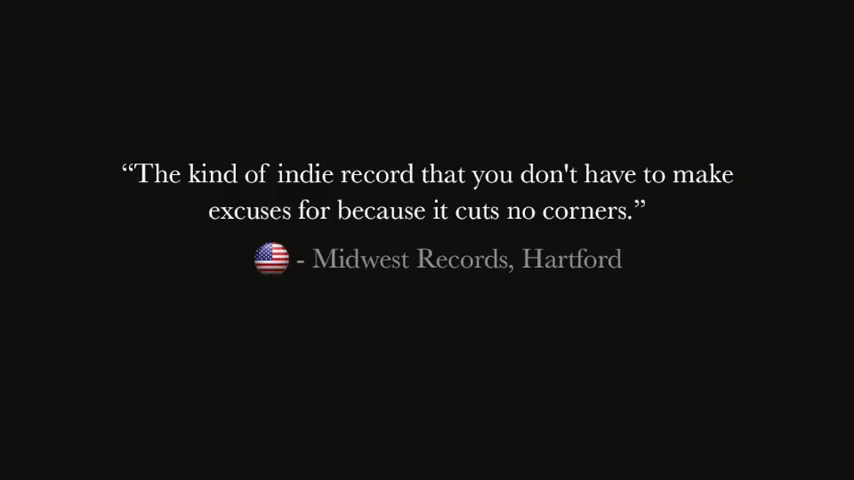 “The kind of indie record that you don't have to make
excuses for because it cuts no corners.”
- Midwest Records, Hartford